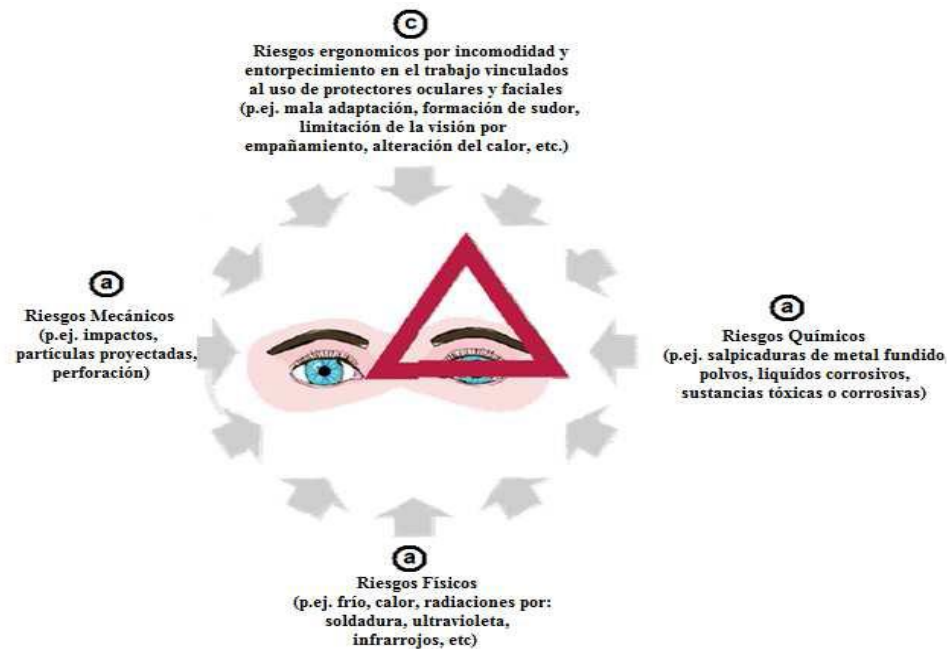 c
Riesgos ergonomicos por incomodidad y
entorpecimiento en el trabajo vinculados
al uso de protectores oculares y faciales
(p.ej. mala adaptación, formación de sudor,
limitación de la visión por
empañamiento, alteración del calor, etc.)
a
Riesgos Mecánicos
(p.ej. impactos,
partículas proyectadas,
perforación)
a
Riesgos Químicos
(p.ej. salpicaduras de metal fundido,
polvos, liquídos corrosivos,
sustancias tóxicas o corrosivas)
a
Riesgos Físicos
(p.ej. frío, calor, radiaciones por:
soldadura, ultravioleta,
infrarrojos, etc)